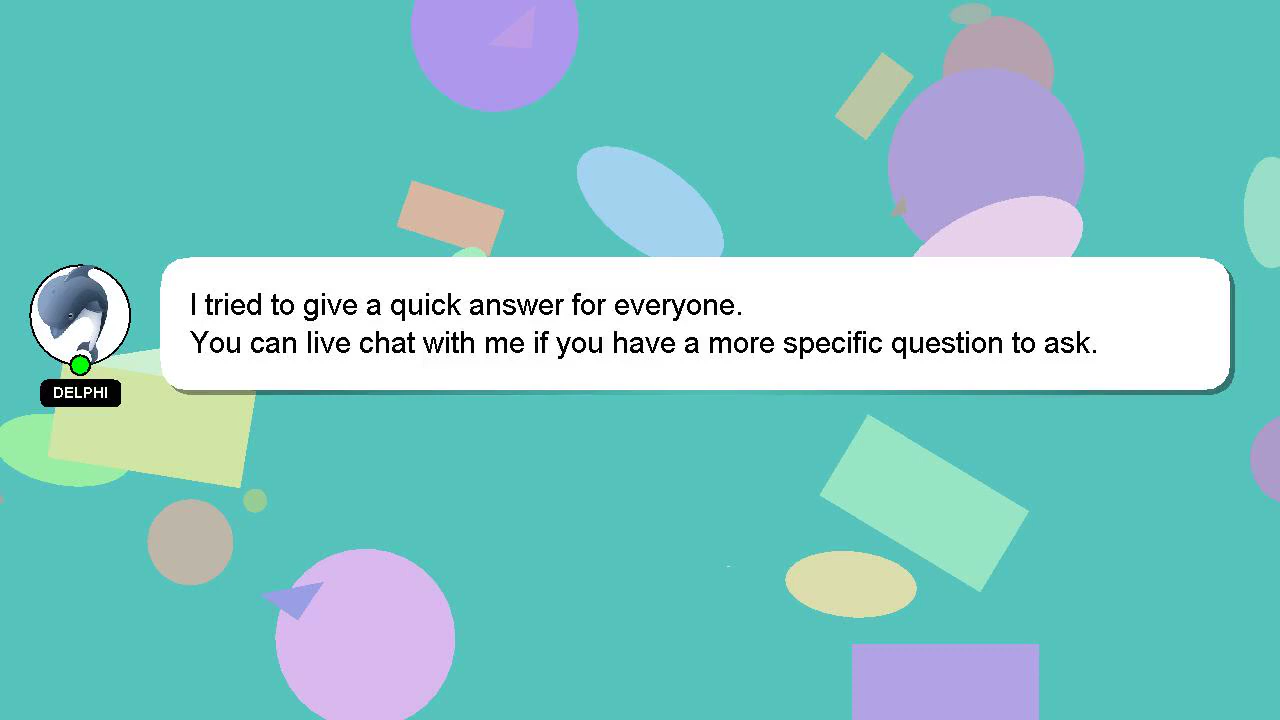 I tried to give a quick answer for everyone.
You can live chat with me if you have a more specific question to ask.
DELPHI